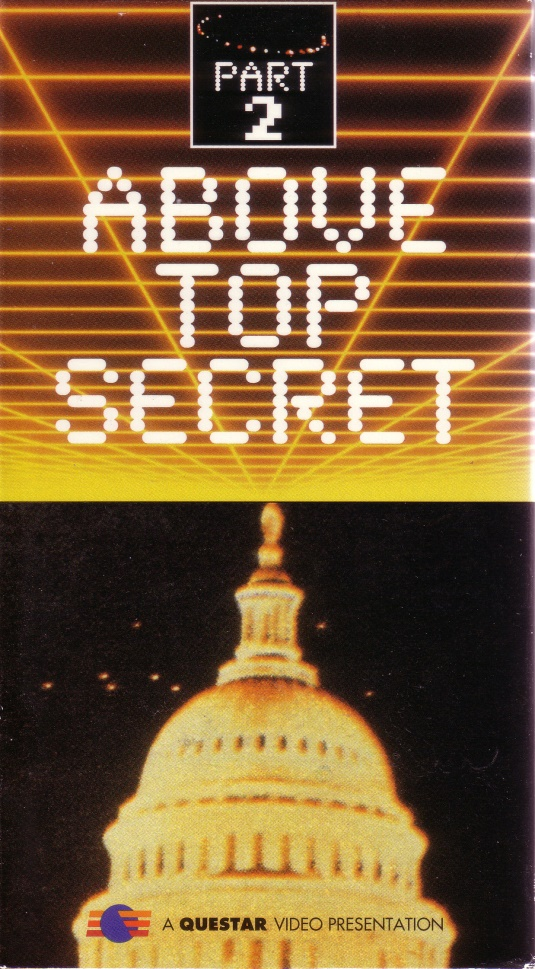 PART
2
ABOVE
TOP
SECRET
A QUESTAR VIDEO PRESENTATION